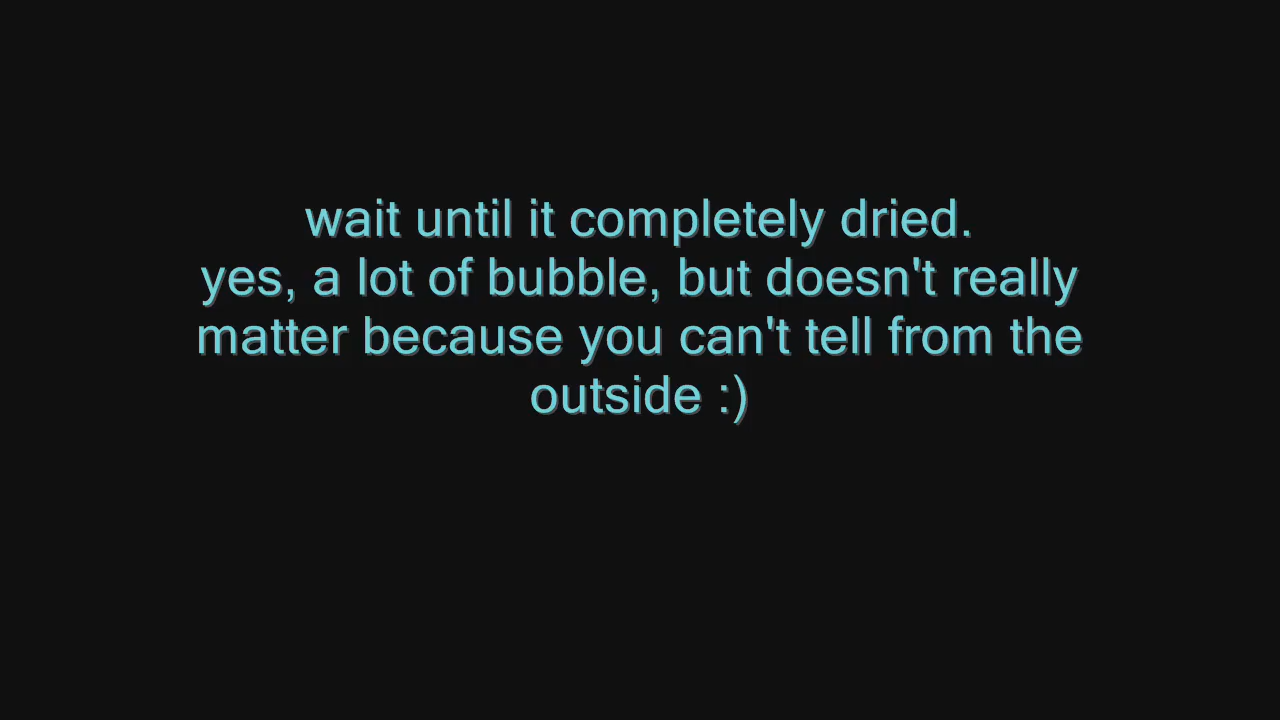 wait until it completely dried.
yes, a lot of bubble, but doesn't really
matter because you can't tell from the
outside :)